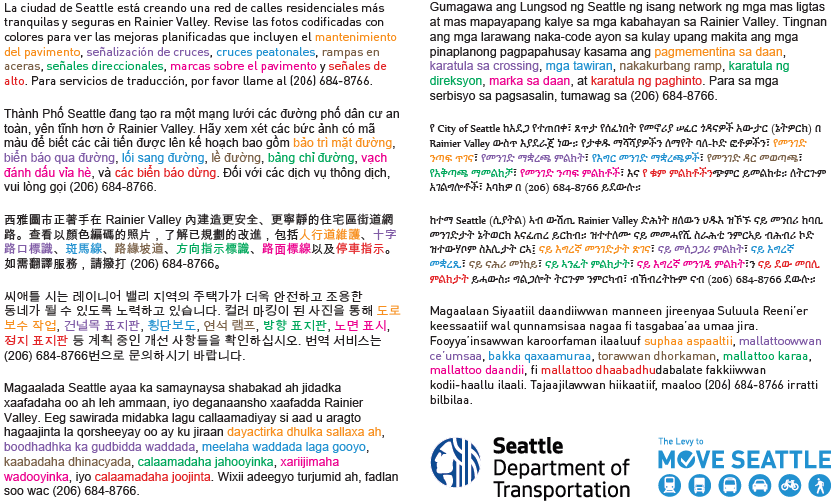 La ciudad de Seattle está creando una red de calles residenciales más
tranquilas y seguras en Rainier Valley. Revise las fotos codificadas con
colores para ver las mejoras planificadas que incluyen el mantenimiento
del pavimento, señalización de cruces, cruces peatonales, rampas en
aceras, señales direccionales, marcas sobre el pavimento y señales de
alto. Para servicios de traducción, por favor llame al (206) 684-8766.
Thành Phố Seattle đang tạo ra một mạng lưới các đường phố dân cư an
toàn, yên tĩnh hơn ở Rainier Valley. Hãy xem xét các bức ảnh có mã
màu để biết các cải tiến được lên kế hoạch bao gồm bảo trì mặt đường,
biển báo qua đường, lối sang đường, lề đường, bảng chỉ đường, vạch
đánh dấu vỉa hè, và các biển báo dừng. Đối với các dịch vụ thông dịch,
vui lòng gọi (206) 684-8766.
西雅圖市正著手在 Rainier Valley 內建造更安全、更寧靜的住宅區街道網
路。查看以顏色編碼的照片，了解已規劃的改進，包括人行道維護、十字
路口標識、斑馬線、路緣坡道、方向指示標識、路面標線以及停車標示。
如需翻譯服務，請撥打 (206) 684-8766。
씨애틀 시는 레이니어 밸리 지역의 주택가가 더욱 안전하고 조용한
동네가 될 수 있도록 노력하고 있습니다. 컬러 마킹이 된 사진을 통해 도로
보수 작업, 건널목 표지판, 횡단보도, 연석 램프, 방향 표지판, 노면 표시,
정지 표지판 등 계획 중인 개선 사항들을 확인하십시오. 번역 서비스는
(206) 684-8766번으로 문의하시기 바랍니다.
Magaalada Seattle ayaa ka samaynaysa shabakad ah jidadka
xaafadaha oo ah leh ammaan, iyo deganaansho xaafadda Rainier
Valley. Eeg sawirada midabka lagu callaamadiyay si aad u aragto
hagaajinta la qorsheeyay oo ay ku jiraan dayactirka dhulka sallaxa ah,
boodhadhka ka gudbidda waddada, meelaha waddada laga gooyo,
kaabadaha dhinacyada, calaamadaha jahooyinka, xariijimaha
wadooyinka, iyo calaamadaha joojinta. Wixii adeegyo turjumid ah, fadlan
soo wac (206) 684-8766.
Gumagawa ang Lungsod ng Seattle ng isang network ng mga mas ligtas
at mas mapayapang kalye sa mga kabahayan sa Rainier Valley. Tingnan
ang mga larawang naka-code ayon sa kulay upang makita ang mga
pinaplanong pagpapahusay kasama ang pagmementina sa daan,
karatula sa crossing, mga tawiran, nakakurbang ramp, karatula ng
direksyon, marka sa daan, at karatula ng paghinto. Para sa mga
serbisyo sa pagsasalin, tumawag sa (206) 684-8766.
የ City of Seattle ከአደጋ የተጠበቀ፣ ጸጥታ የሰፈነበት የመኖሪያ ሠፈር ጎዳናዎች አውታር (ኔትዎርክ) በ
Rainier Valley ውስጥ እያደራጀ ነው። የታቀዱ ማሻሻያዎችን ለማየት ባለ-ኮድ ፎቶዎችን፣ የመንገድ
ንጣፍ ጥገና፣ የመንገድ ማቋረጫ ምልክት፣ የእግር መንገድ ማቋረጫዎች፣ የመንገድ ዳር መወጣጫ፣
የአቅጣጫ ማመልከቻ፣ የመንገድ ንጣፍ ምልክቶች፣ እና የ ቁም ምልክቶችንጭምር ይመልከቱ። ለትርጉም
አገልግሎቶች፣ እባክዎ በ (206) 684-8766 ይደውሉ።
ከተማ Seattle (ሲያትል) ኣብ ውሽጢ Rainier Valley ድሕነት ዘለውን ህዱእ ዝኾኑ ናይ መንበሪ ከባቢ
መንገድታት ኔትወርክ እናፈጠረ ይርከብ። ዝተተለሙ ናይ መመሓየሺ ስራሕቲ ንምርኣይ ብሕብሪ ኮድ
ዝተውሃቦም ስእሊታት ርኣ፤ ናይ እግረኛ መንገድታት ጽገና፣ ናይ መሰጋገሪ ምልክት፣ ናይ እግረኛ
መቋረጺ፣ ናይ ናሕሪ መነከይ፣ ናይ ኣንፈት ምልከታት፣ ናይ እግረኛ መንገዲ ምልክት፣ን ናይ ደው መበሊ
ምልክታት ይሓውስ። ግልጋሎት ትርጉም ንምርካብ፣ ብኽብረትኩም ናብ (206) 684-8766 ደውሉ።
Magaalaan Siyaatiil daandiiwwan manneen jireenyaa Suluula Reeni'er
keessaatiif wal qunnamsisaa nagaa fi tasgabaa'aa umaa jira.
Fooyya'insawwan karoorfaman ilaaluuf suphaa aspaaltii, mallattoowwan
ce'umsaa, bakka qaxaamuraa, torawwan dhorkaman, mallattoo karaa,
mallattoo daandii, fi mallattoo dhaabadhudabalate fakkiiwwan
kodii-haallu ilaali. Tajaajilawwan hiikaatiif, maaloo (206) 684-8766 irratti
bilbilaa.
Seattle
Department of
Transportation
The Levy to
MOVE SEATTLE